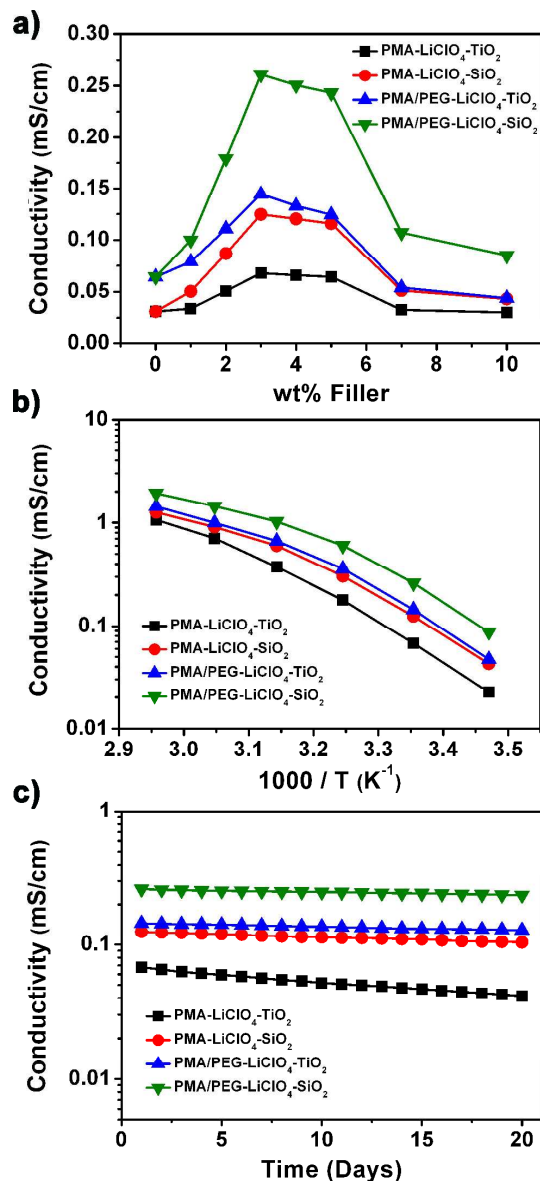 a)
PMA-LiClO₄-TiO₂
PMA-LiClO₄-SiO₂
PMA/PEG-LiClO₄-TiO₂
PMA/PEG-LiClO₄-SiO₂
0.30
0.25
0.20
0.15
0.10
0.05
0.00
Conductivity (mS/cm)
0 2 4 6 8 10
wt% Filler
b)
10
1
0.1
0.01
Conductivity (mS/cm)
PMA-LiClO₄-TiO₂
PMA-LiClO₄-SiO₂
PMA/PEG-LiClO₄-TiO₂
PMA/PEG-LiClO₄-SiO₂
2.9 3.0 3.1 3.2 3.3 3.4 3.5
1000 / T (K⁻¹)
c)
1
0.1
0.01
Conductivity (mS/cm)
PMA-LiClO₄-TiO₂
PMA-LiClO₄-SiO₂
PMA/PEG-LiClO₄-TiO₂
PMA/PEG-LiClO₄-SiO₂
0 5 10 15 20
Time (Days)